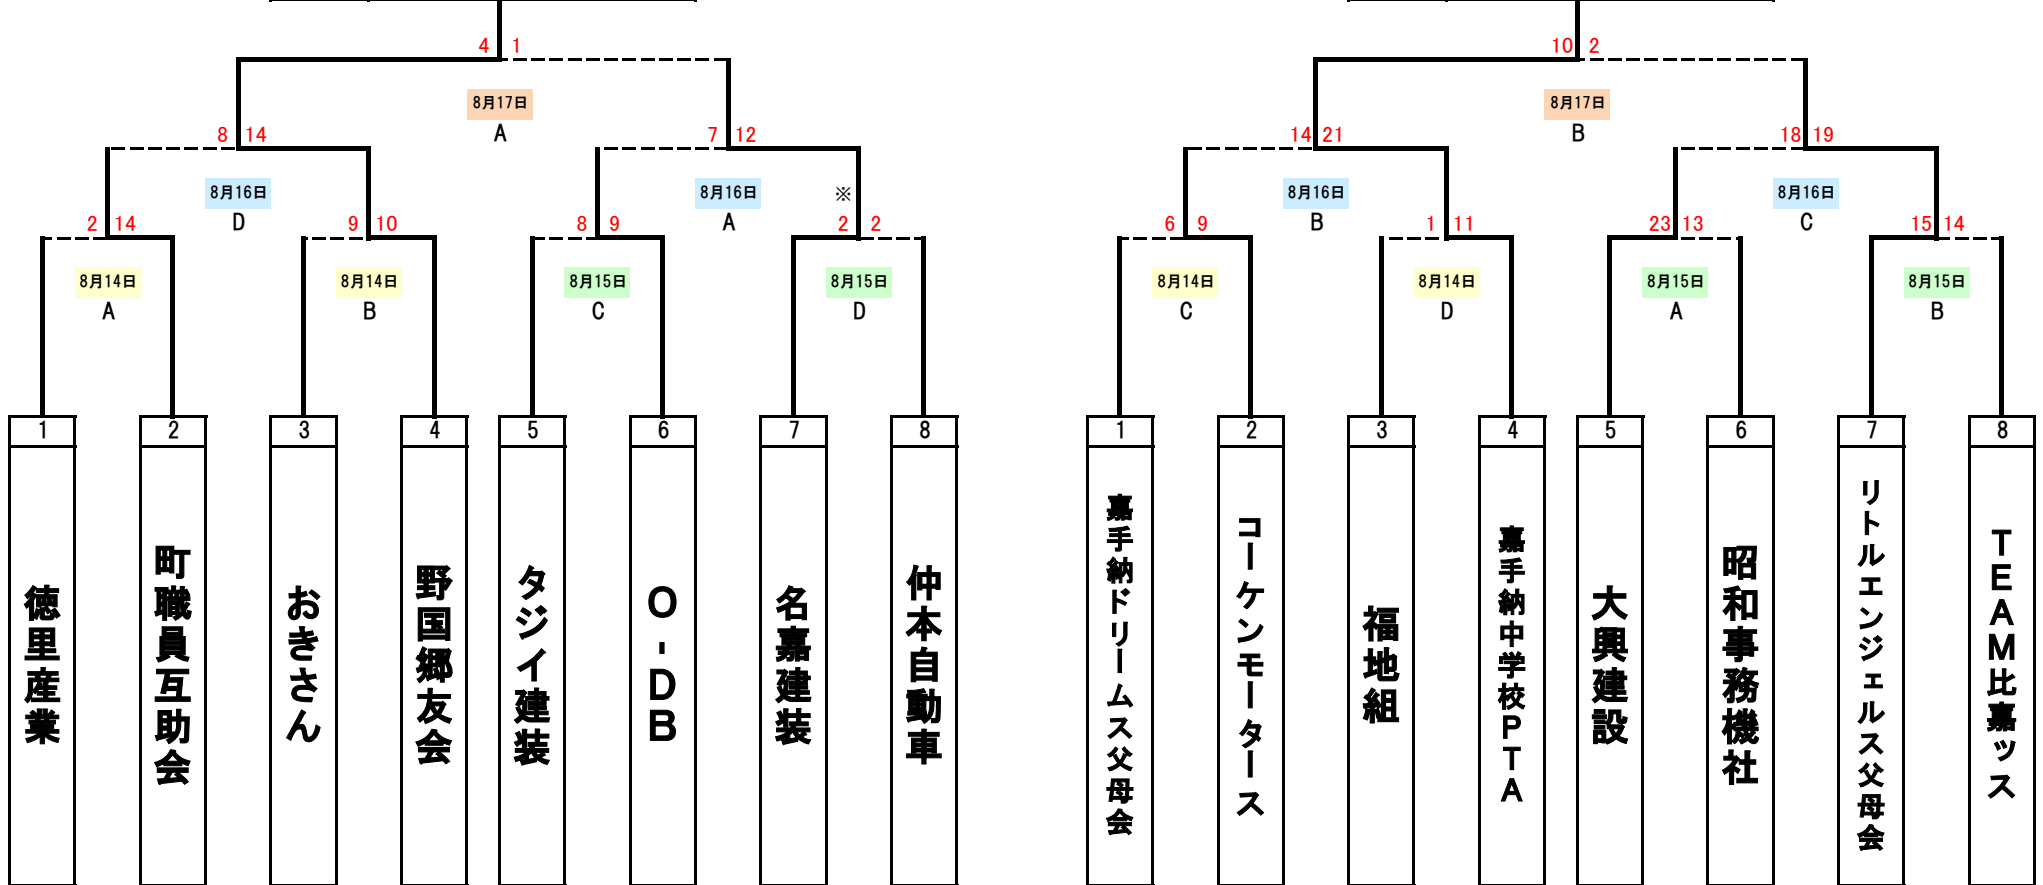 4 1
10 2
8月17日
A
8月17日
B
8 14
7 12
14 21
18 19
8月16日
D
8月16日
A
※
8月16日
B
8月16日
C
2 14
9 10
8 9
2 2
6 9
1 11
23 13
15 14
8月14日
A
8月14日
B
8月15日
C
8月15日
D
8月14日
C
8月14日
D
8月15日
A
8月15日
B
1
徳里産業
2
町職員互助会
3
おきさん
4
野国郷友会
5
タジイ建装
6
O-DB
7
名嘉建装
8
仲本自動車
1
嘉手納ドリームス父母会
2
コーケンモータース
3
福地組
4
嘉手納中学校PTA
5
大興建設
6
昭和事務機社
7
リトルエンジェルス父母会
8
TEAM比嘉ッス